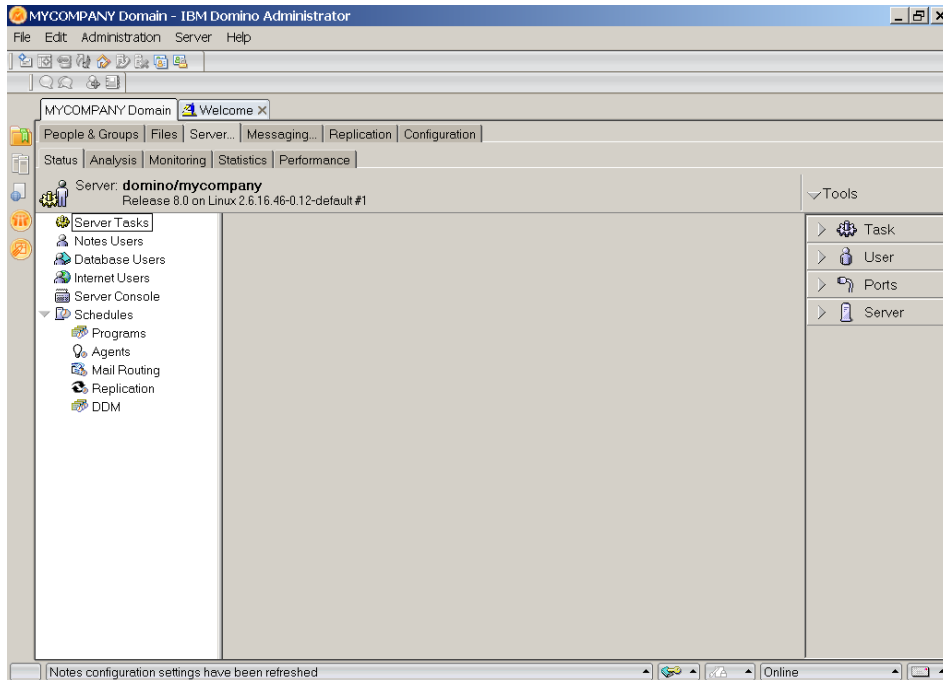 MYCOMPANY Domain - IBM Domino Administrator
File Edit Administration Server Help
MYCOMPANY Domain Welcome
People & Groups Files Server... Messaging... Replication Configuration
Status Analysis Monitoring Statistics Performance
Server: domino/mycompany
Release 8.0 on Linux 2.6.16.46-0.12-default #1
Tools
Server Tasks
Notes Users
Database Users
Internet Users
Server Console
Schedules
Programs
Agents
Mail Routing
Replication
DDM
Task
User
Ports
Server
Notes configuration settings have been refreshed
Online